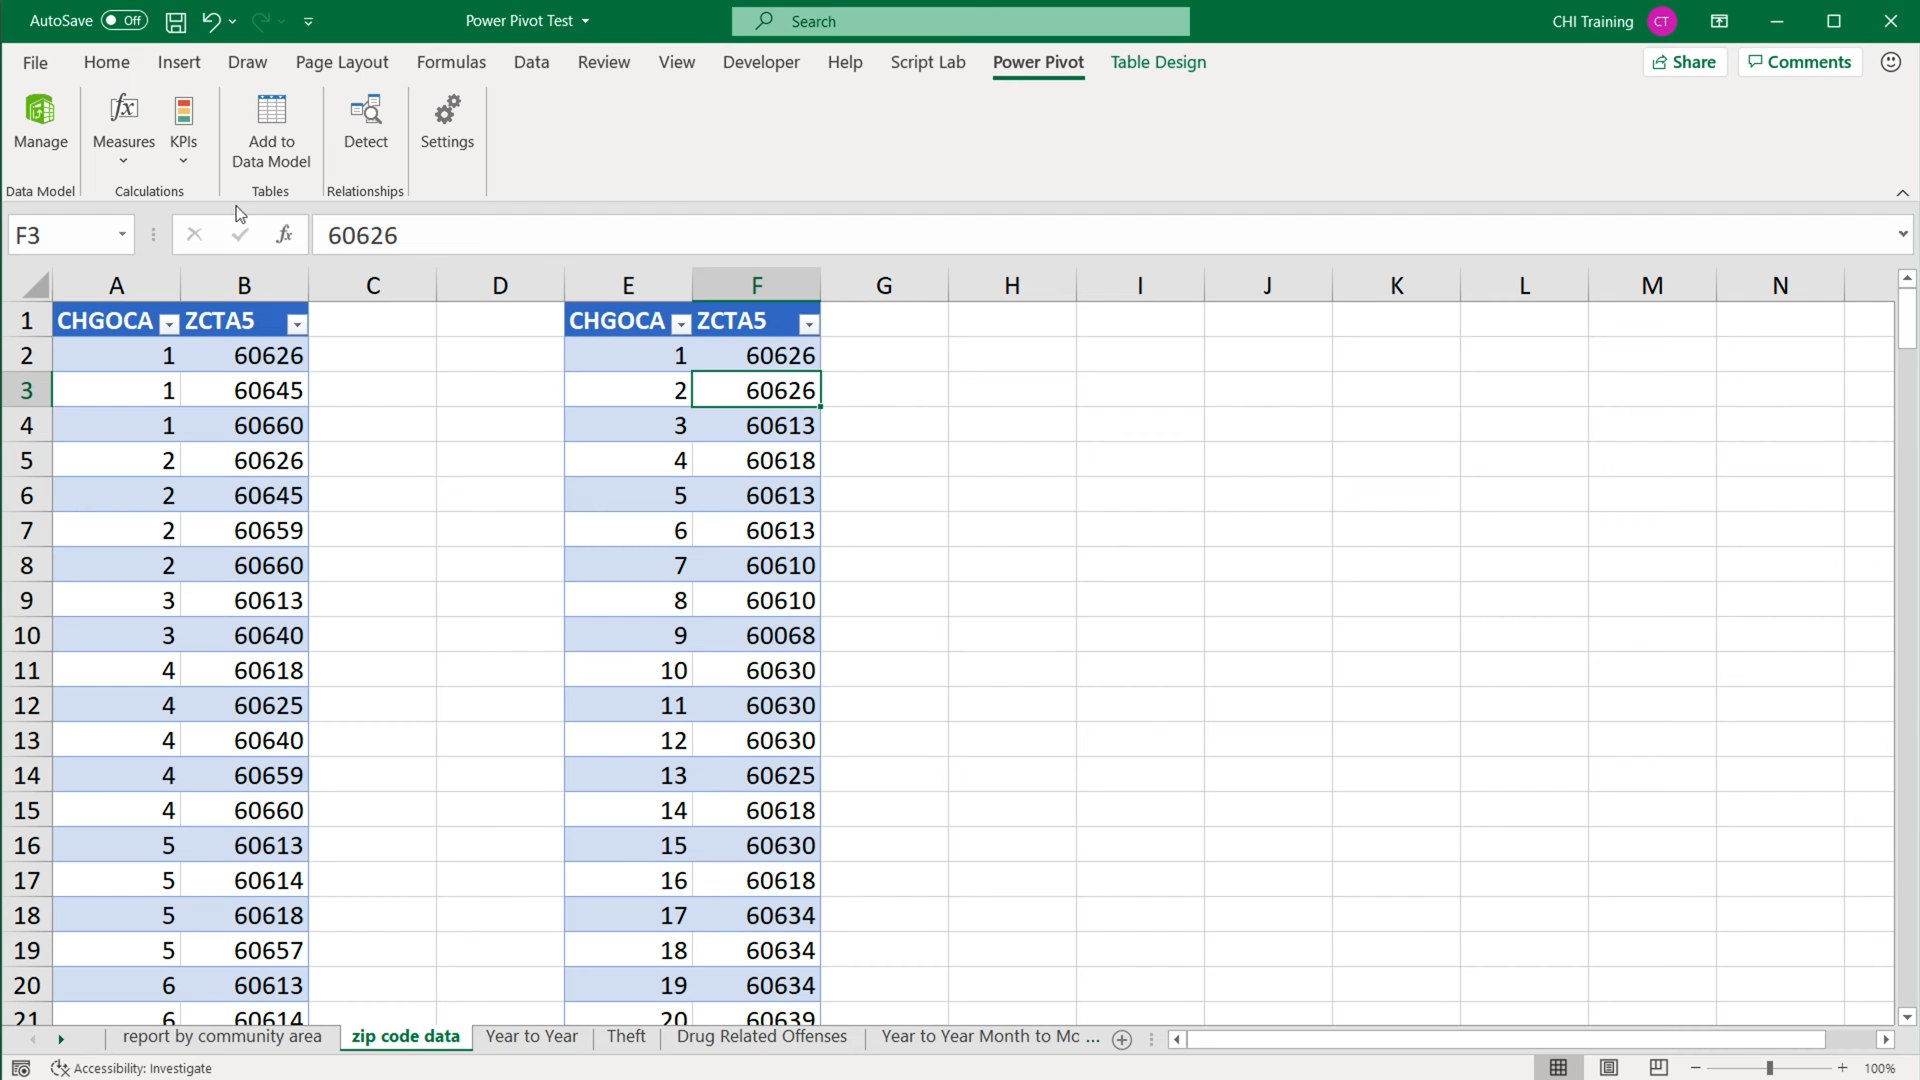 AutoSave Off Power Pivot Test Search CHI Training CT
File Home Insert Draw Page Layout Formulas Data Review View Developer Help Script Lab Power Pivot Table Design Share Comments
Manage Measures KPIs Add to Data Model Detect Settings
Data Model Calculations Tables Relationships
F3 fx 60626
A B C D E F G H I J K L M N
1 CHGOCA ZCTA5 CHGOCA ZCTA5
2 1 60626 1 60626
3 1 60645 2 60626
4 1 60660 3 60613
5 2 60626 4 60618
6 2 60645 5 60613
7 2 60659 6 60613
8 2 60660 7 60610
9 3 60613 8 60610
10 3 60640 9 60068
11 4 60618 10 60630
12 4 60625 11 60630
13 4 60640 12 60630
14 4 60659 13 60625
15 4 60660 14 60618
16 5 60613 15 60630
17 5 60614 16 60618
18 5 60618 17 60634
19 5 60657 18 60634
20 6 60613 19 60634
21 6 60614 20 60639
report by community area zip code data Year to Year Theft Drug Related Offenses Year to Year Month to Mc ...
Accessibility: Investigate 100%